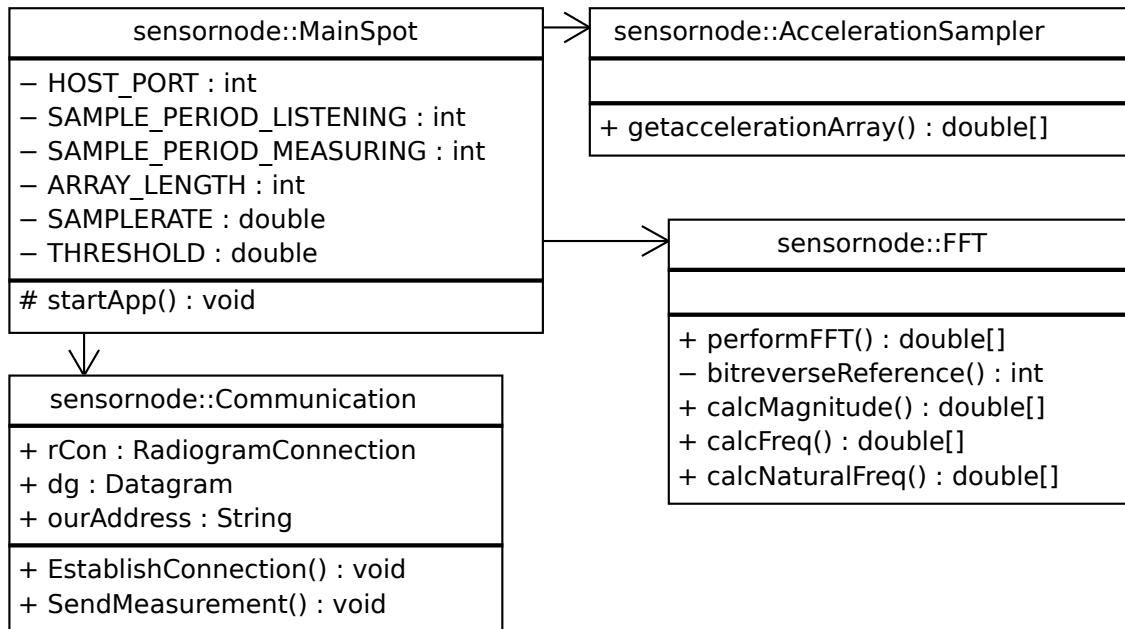 sensornode::MainSpot
− HOST_PORT : int
− SAMPLE_PERIOD_LISTENING : int
− SAMPLE_PERIOD_MEASURING : int
− ARRAY_LENGTH : int
− SAMPLERATE : double
− THRESHOLD : double
# startApp() : void
sensornode::AccelerationSampler
+ getaccelerationArray() : double[]
sensornode::FFT
+ performFFT() : double[]
− bitreverseReference() : int
+ calcMagnitude() : double[]
+ calcFreq() : double[]
+ calcNaturalFreq() : double[]
sensornode::Communication
+ rCon : RadiogramConnection
+ dg : Datagram
+ ourAddress : String
+ EstablishConnection() : void
+ SendMeasurement() : void